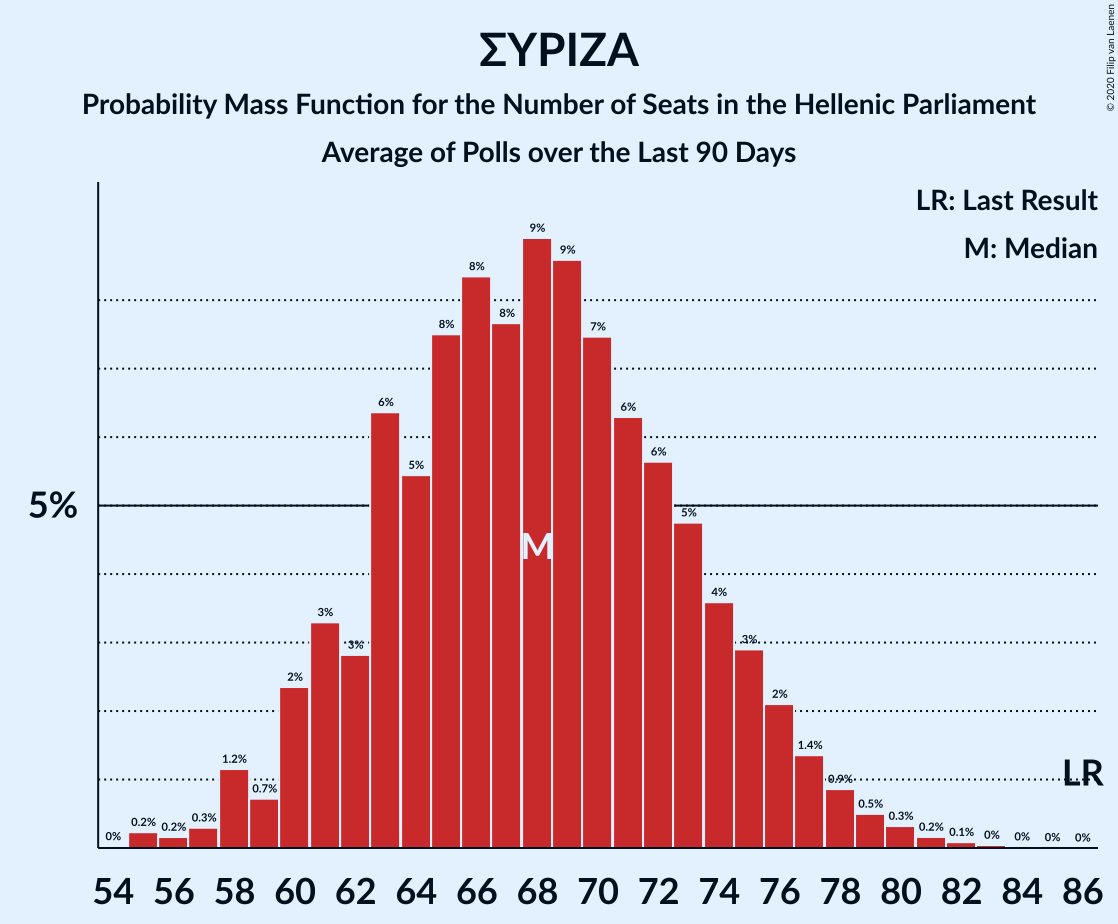 ΣΥΡΙΖΑ
Probability Mass Function for the Number of Seats in the Hellenic Parliament
Average of Polls over the Last 90 Days
© 2020 Filip van Laenen
LR: Last Result
M: Median
5%
0% 0.2% 0.2% 0.3% 1.2% 0.7% 2% 3% 3% 6% 5% 8% 8% 8% 9% 9% 7% 6% 6% 5% 4% 3% 2% 1.4% 0.9% 0.5% 0.3% 0.2% 0.1% 0% 0% 0% 0%
M
LR
54 56 58 60 62 64 66 68 70 72 74 76 78 80 82 84 86